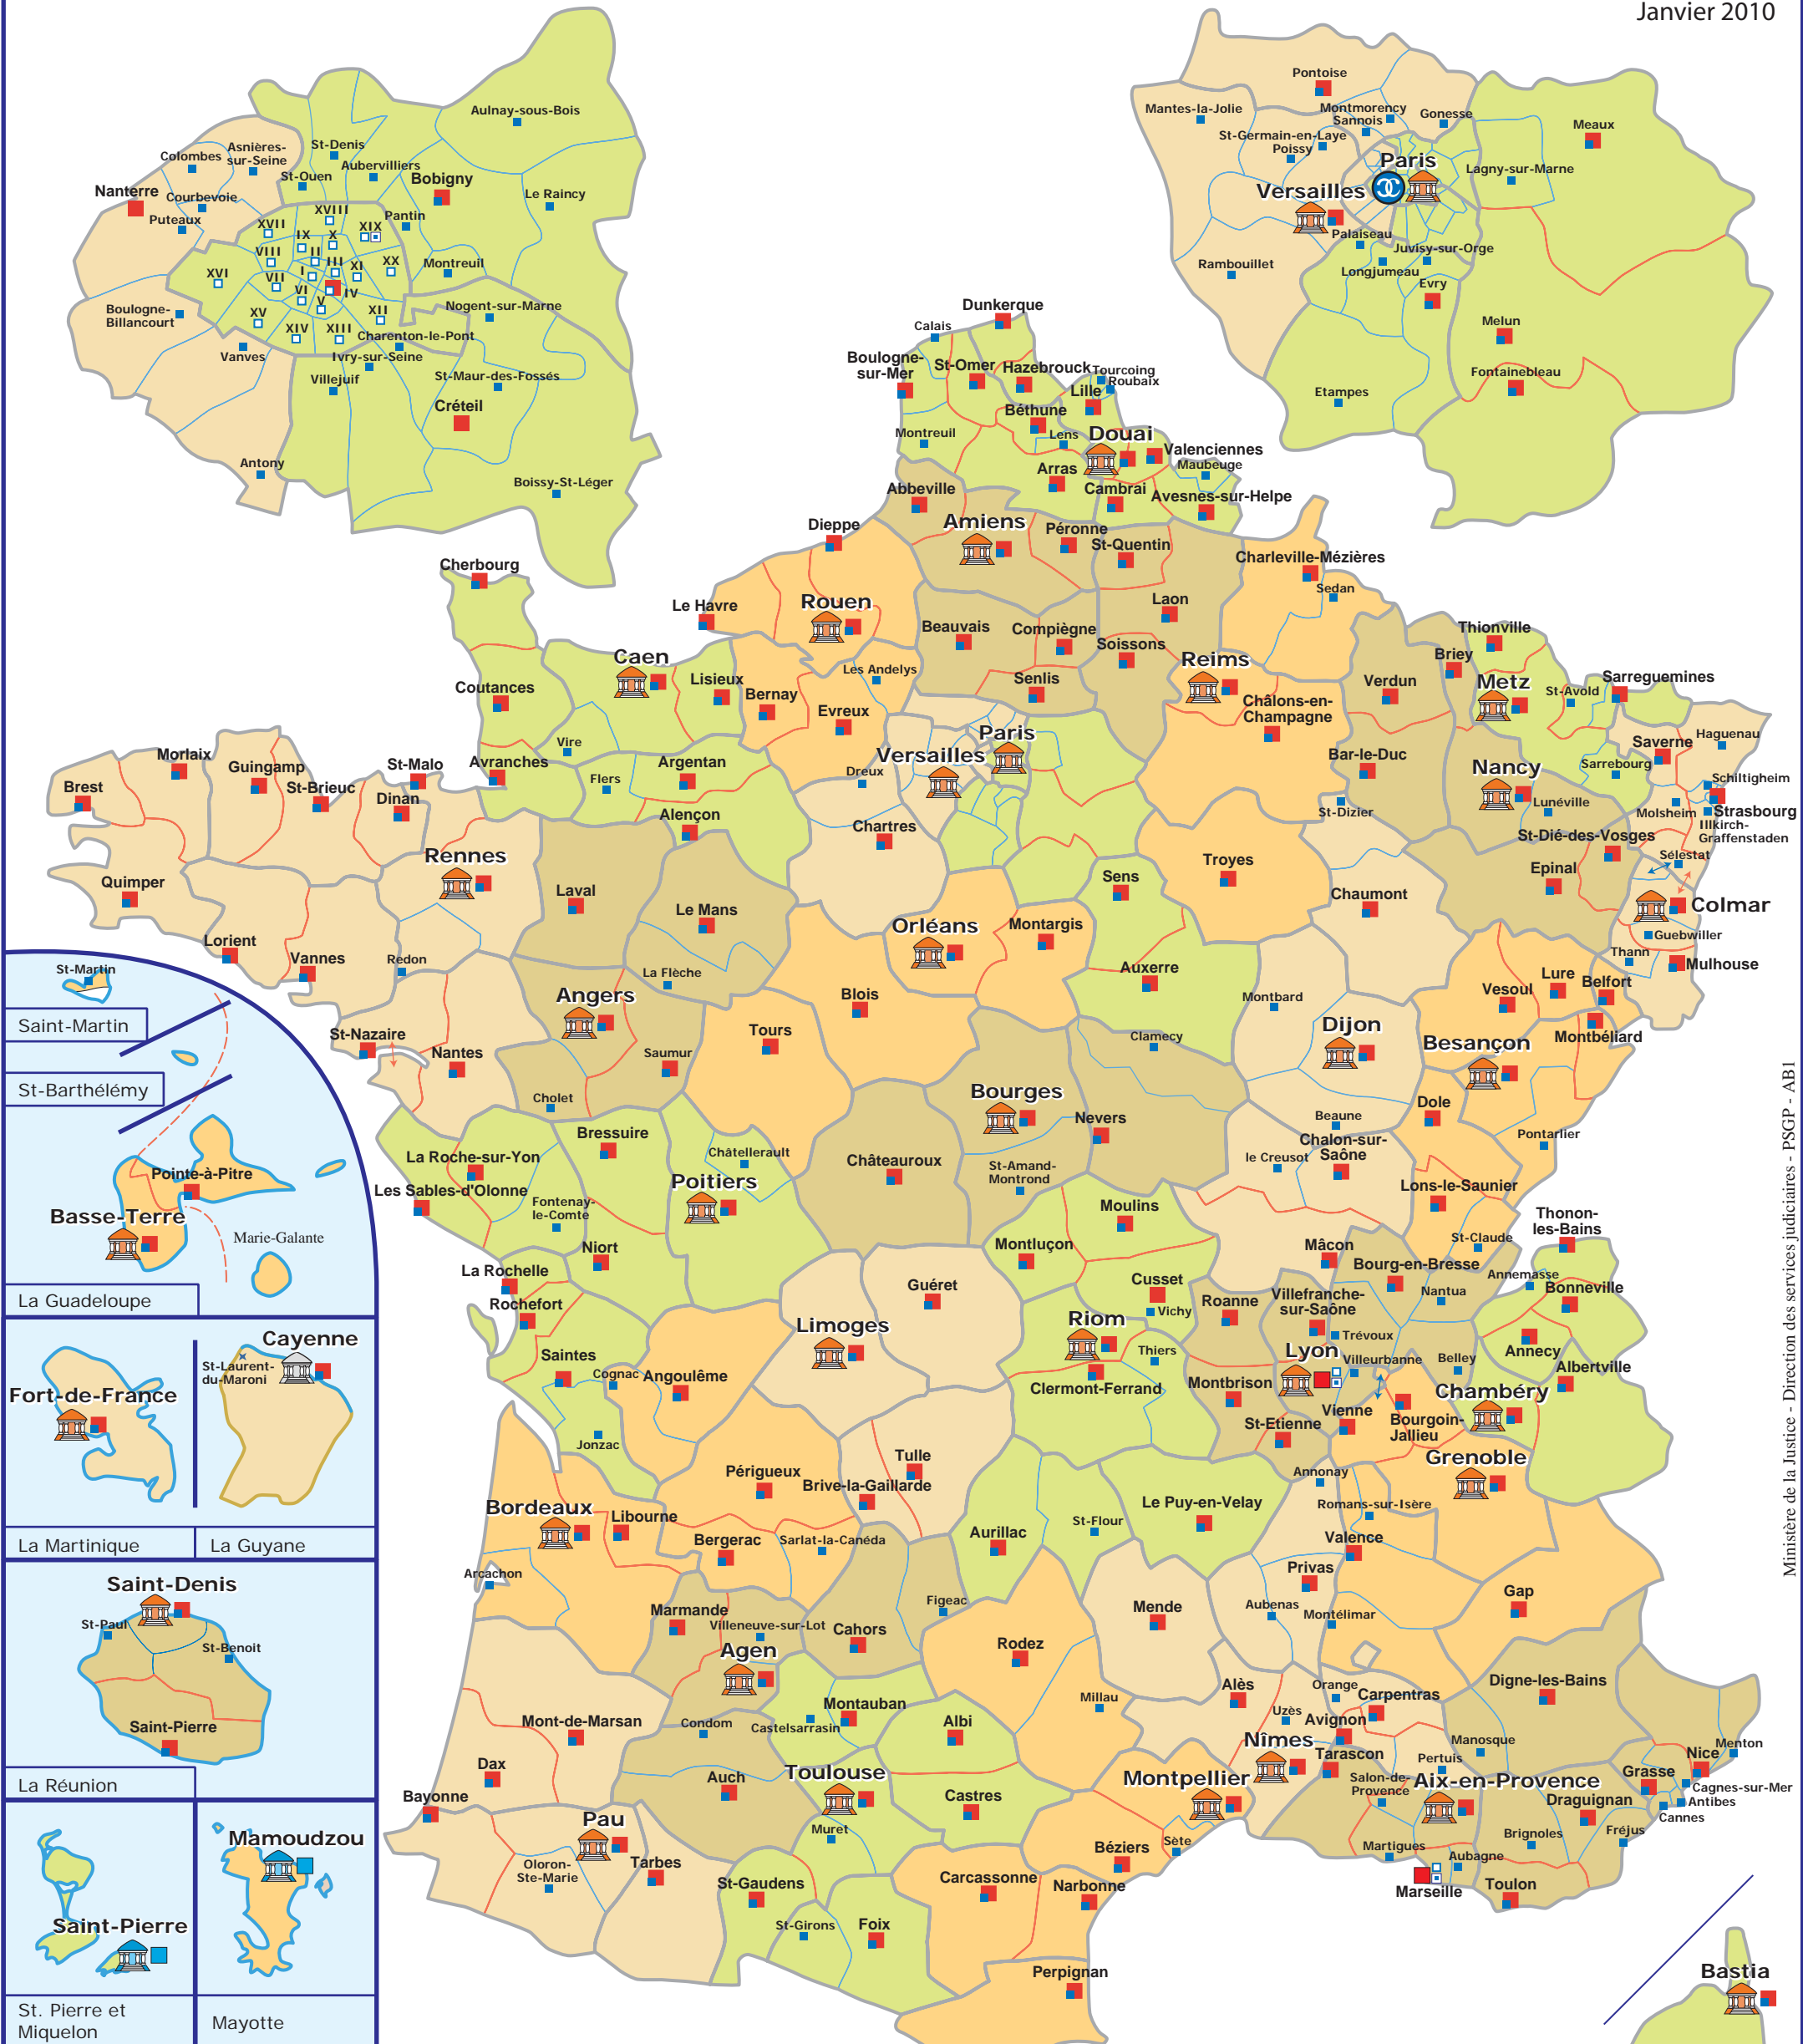 Janvier 2010
Aulnay-sous-Bois
Asnières-
sur-Seine
Colombes
St-Denis
Aubervilliers
St-Ouen
Bobigny
Nanterre
Courbevoie
Puteaux
Le Raincy
XVIII
XVII
XIX
Pantin
IX
X
VIII
II
III
XI
XX
Montreuil
XVI
I
VII
VI
IV
V
XII
XV
XIV
XIII
Nogent-sur-Marne
Boulogne-
Billancourt
Charenton-le-Pont
Vanves
Ivry-sur-Seine
Villejuif
St-Maur-des-Fossés
Créteil
Antony
Boissy-St-Léger
Pontoise
Mantes-la-Jolie
Montmorency
Sannois
Gonesse
St-Germain-en-Laye
Poissy
Meaux
Paris
Lagny-sur-Marne
Versailles
Palaiseau
Juvisy-sur-Orge
Rambouillet
Longjumeau
Evry
Melun
Fontainebleau
Etampes
Dunkerque
Calais
Boulogne-
sur-Mer
St-Omer
Hazebrouck
Tourcoing
Roubaix
Lille
Béthune
Montreuil
Lens
Douai
Valenciennes
Maubeuge
Arras
Cambrai
Avesnes-sur-Helpe
Abbeville
Dieppe
Amiens
Péronne
St-Quentin
Charleville-Mézières
Sedan
Cherbourg
Le Havre
Rouen
Laon
Beauvais
Compiègne
Soissons
Thionville
Caen
Les Andelys
Reims
Briey
Coutances
Lisieux
Bernay
Senlis
Verdun
Metz
St-Avold
Sarreguemines
Evreux
Châlons-en-
Champagne
Saverne
Haguenau
Vire
Paris
Versailles
Bar-le-Duc
Nancy
Sarrebourg
Schiltigheim
Morlaix
Guingamp
St-Malo
Avranches
Flers
Argentan
Dreux
Brest
St-Brieuc
Dinan
St-Dizier
Lunéville
Molsheim
Strasbourg
Illkirch-
Graffenstaden
Alençon
Chartres
St-Dié-des-Vosges
Sélestat
Rennes
Troyes
Epinal
Quimper
Laval
Le Mans
Sens
Chaumont
Colmar
Orléans
Montargis
Guebwiller
Lorient
Vannes
Redon
La Flèche
Auxerre
Thann
Mulhouse
Angers
Blois
Montbard
Vesoul
Lure
Belfort
St-Nazaire
Nantes
Tours
Saumur
Clamecy
Dijon
Besançon
Montbéliard
Cholet
Bourges
Nevers
Beaune
Dole
Bressuire
Châtellerault
Châteauroux
le Creusot
Chalon-sur-
Saône
Pontarlier
La Roche-sur-Yon
Poitiers
St-Amand-
Montrond
Les Sables-d'Olonne
Fontenay-
le-Comte
Moulins
Lons-le-Saunier
Thonon-
les-Bains
Niort
Montluçon
Mâcon
St-Claude
La Rochelle
Guéret
Cusset
Bourg-en-Bresse
Annemasse
Bonneville
Rochefort
Vichy
Roanne
Villefranche-
sur-Saône
Nantua
Limoges
Riom
Trévoux
Saintes
Thiers
Lyon
Villeurbanne
Belley
Annecy
Cognac
Angoulême
Clermont-Ferrand
Montbrison
Albertville
Chambéry
Jonzac
St-Etienne
Vienne
Bourgoin-
Jallieu
Tulle
Grenoble
Périgueux
Brive-la-Gaillarde
Annonay
Bordeaux
Libourne
Le Puy-en-Velay
Romans-sur-Isère
Bergerac
Sarlat-la-Canéda
Aurillac
St-Flour
Valence
Arcachon
Privas
Gap
Marmande
Villeneuve-sur-Lot
Figeac
Mende
Aubenas
Montélimar
Cahors
Agen
Rodez
Digne-les-Bains
Mont-de-Marsan
Condom
Montauban
Castelsarrasin
Albi
Millau
Alès
Orange
Carpentras
Uzès
Avignon
Nîmes
Tarascon
Manosque
Pertuis
Menton
Nice
Dax
Auch
Toulouse
Montpellier
Salon-de-
Provence
Aix-en-Provence
Grasse
Cagnes-sur-Mer
Antibes
Cannes
Bayonne
Castres
Draguignan
Pau
Muret
Béziers
Sète
Martigues
Brignoles
Fréjus
Oloron-
Ste-Marie
Tarbes
Aubagne
St-Gaudens
Carcassonne
Narbonne
Marseille
Toulon
St-Girons
Foix
Perpignan
Bastia
St-Martin
Saint-Martin
St-Barthélémy
Pointe-à-Pitre
Basse-Terre
Marie-Galante
La Guadeloupe
Cayenne
St-Laurent-
du-Maroni
Fort-de-France
La Martinique
La Guyane
Saint-Denis
St-Paul
St-Benoit
Saint-Pierre
La Réunion
Mamoudzou
Saint-Pierre
St. Pierre et
Miquelon
Mayotte
Ministère de la Justice - Direction des services judiciaires - PSGP - AB1